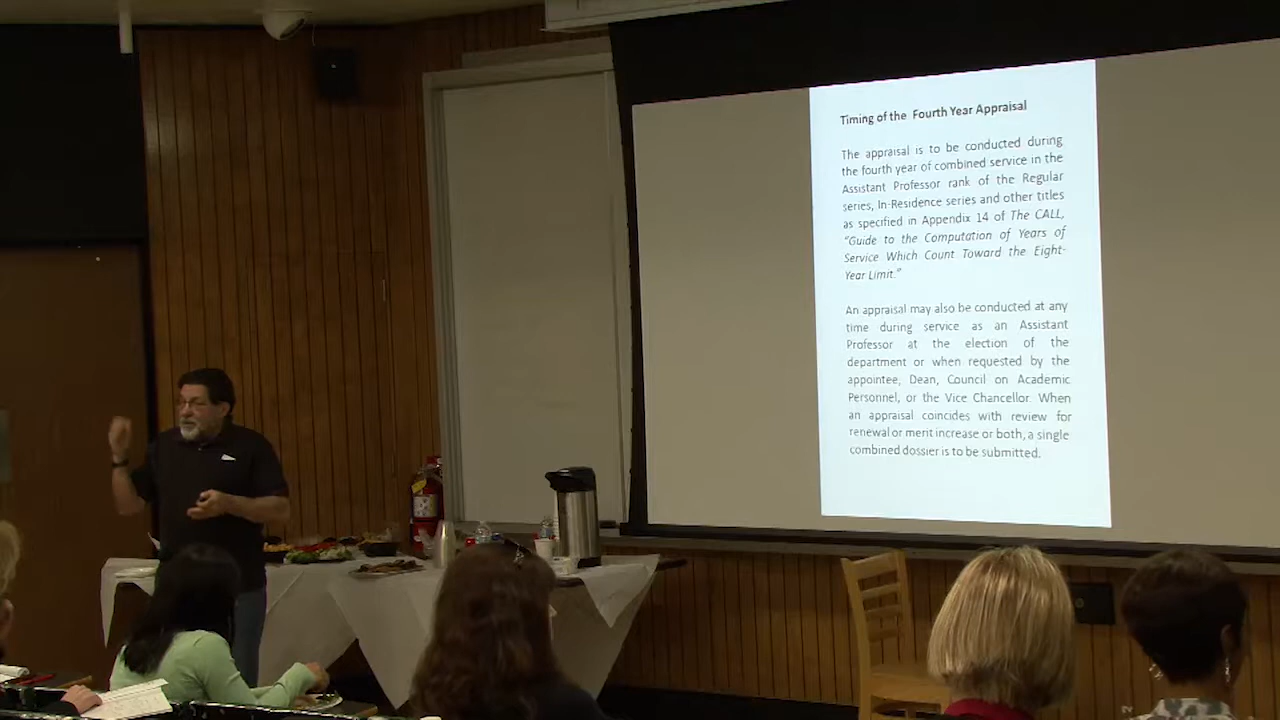 Timing of the Fourth Year Appraisal
The appraisal is to be conducted during
the fourth year of combined service in the
Assistant Professor rank of the Regular
series, In-Residence series and other titles
as specified in Appendix 14 of The CALL,
"Guide to the Computation of Years of
Service Which Count Toward the Eight-
Year Limit."
An appraisal may also be conducted at any
time during service as an Assistant
Professor at the election of the
department or when requested by the
appointee, Dean, Council on Academic
Personnel, or the Vice Chancellor. When
an appraisal coincides with review for
renewal or merit increase or both, a single
combined dossier is to be submitted.